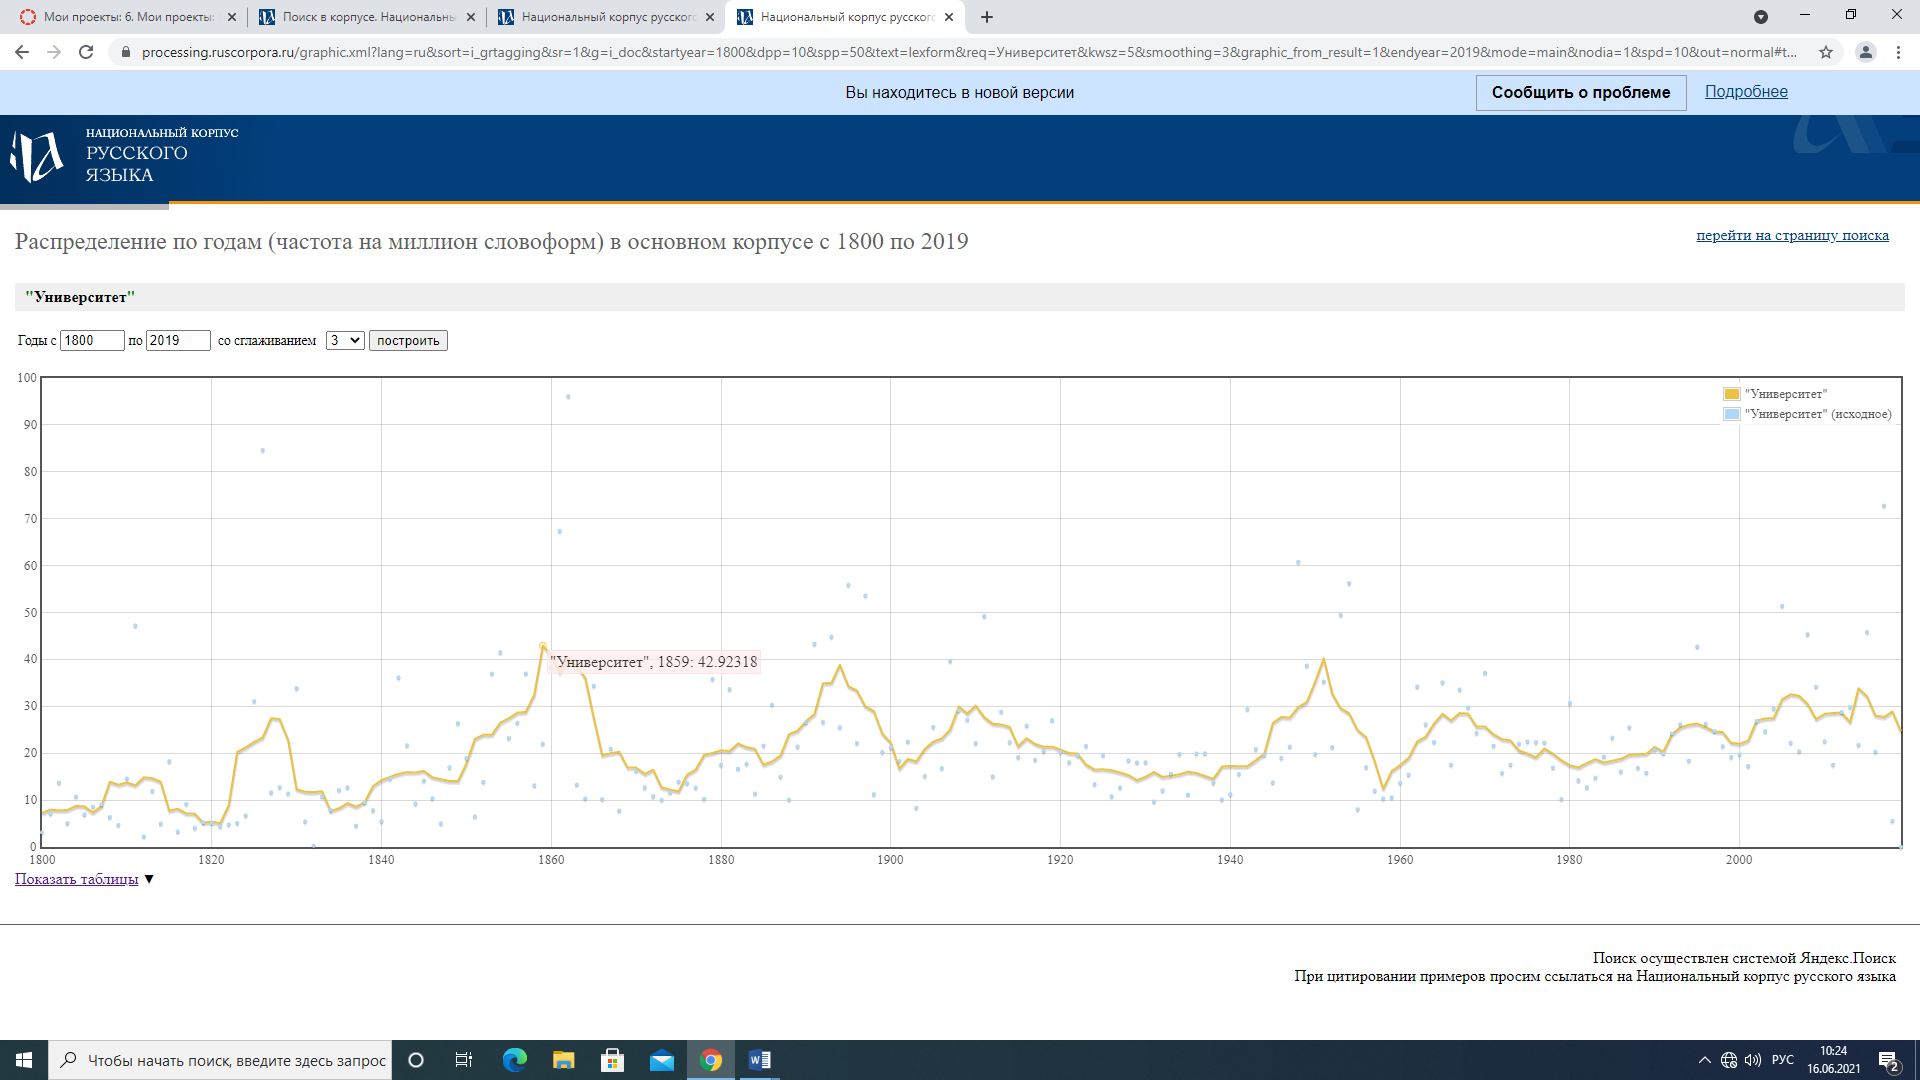 Мои проекты: 6. Мои проекты:
Поиск в корпусе. Национальны
Национальный корпус русског
Национальный корпус русског
processing.ruscorpora.ru/graphic.xml?lang=ru&sort=i_grtagging&sr=1&g=i_doc&startyear=1800&dpp=10&spp=50&text=lexform&req=Университет&kwsz=5&smoothing=3&graphic_from_result=1&endyear=2019&mode=main&nodia=1&spd=10&out=normal#t...
Вы находитесь в новой версии
Сообщить о проблеме
Подробнее
НАЦИОНАЛЬНЫЙ КОРПУС
РУССКОГО
ЯЗЫКА
Распределение по годам (частота на миллион словоформ) в основном корпусе с 1800 по 2019
перейти на страницу поиска
"Университет"
Годы с 1800 по 2019 со сглаживанием 3 построить
100
90
80
70
60
50
40
30
20
10
0
"Университет"
"Университет" (исходное)
"Университет", 1859: 42.92318
1800 1820 1840 1860 1880 1900 1920 1940 1960 1980 2000
Показать таблицы ▼
Поиск осуществлен системой Яндекс.Поиск
При цитировании примеров просим ссылаться на Национальный корпус русского языка
Чтобы начать поиск, введите здесь запрос
РУС
10:24
16.06.2021
2